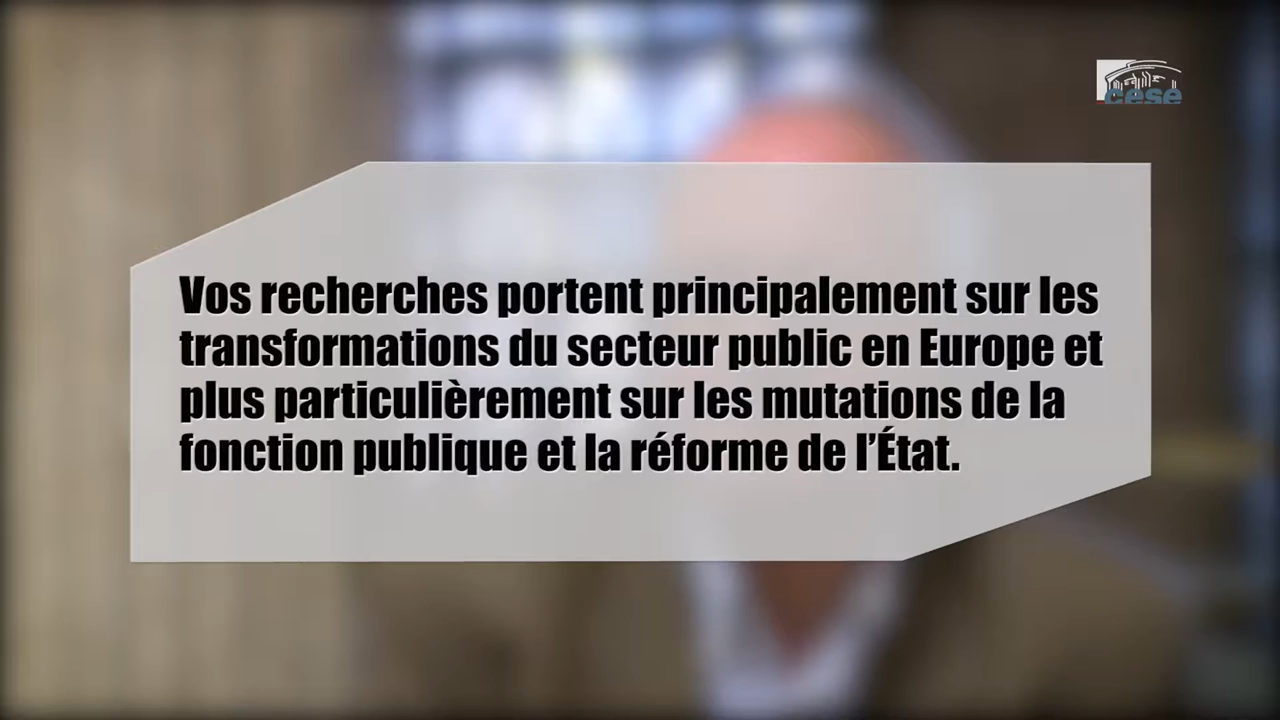 cese
Vos recherches portent principalement sur les
transformations du secteur public en Europe et
plus particulièrement sur les mutations de la
fonction publique et la réforme de l’État.